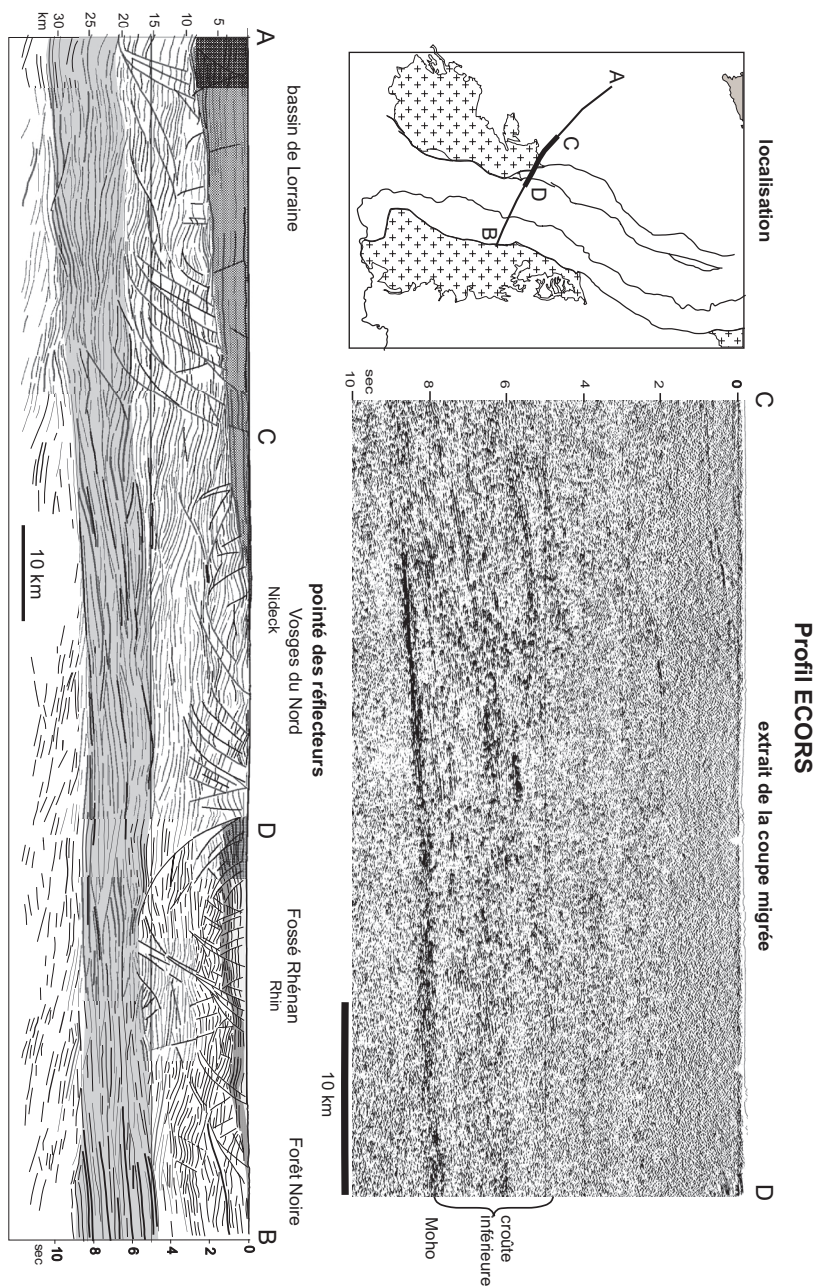 Profil ECORS
localisation
A
C
D
B
extrait de la coupe migrée
C
D
0
2
4
6
8
10
sec
croûte
inférieure
Moho
10 km
pointé des réflecteurs
bassin de Lorraine
Vosges du Nord
Nideck
Fossé Rhénan
Rhin
Forêt Noire
A
C
D
B
5
10
15
20
25
30
km
0
2
4
6
8
10
sec
10 km